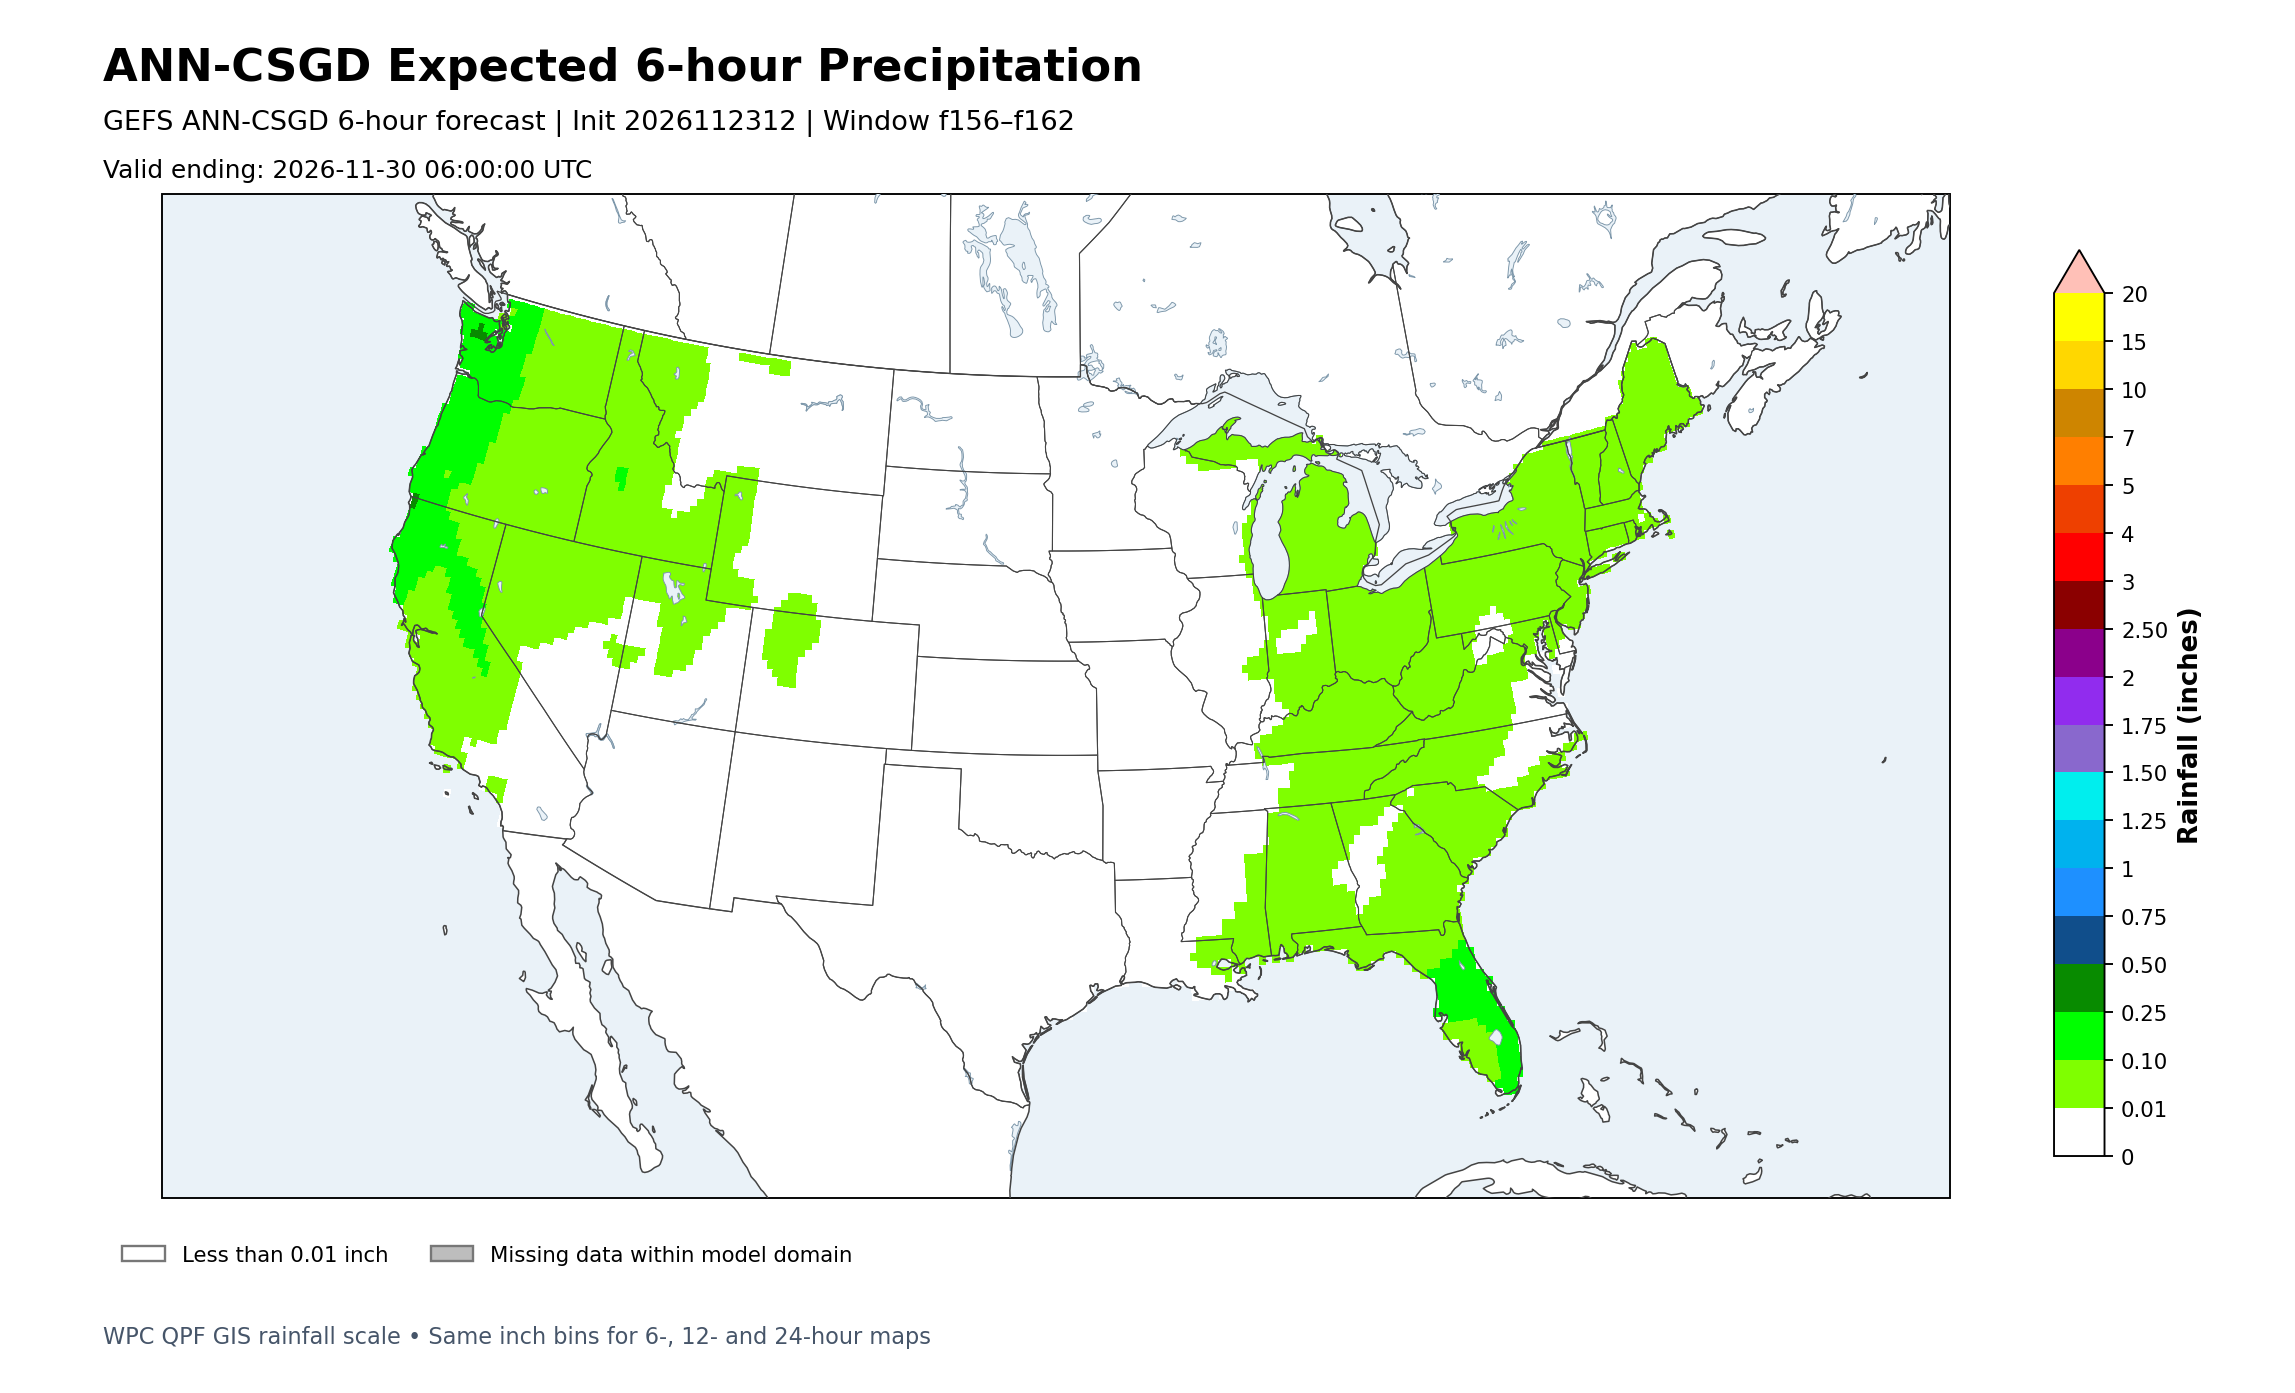 ANN-CSGD Expected 6-hour Precipitation
GEFS ANN-CSGD 6-hour forecast | Init 2026112312 | Window f156–f162
Valid ending: 2026-11-30 06:00:00 UTC
20
15
10
7
5
4
3
2.50
2
1.75
1.50
1.25
1
0.75
0.50
0.25
0.10
0.01
0
Rainfall (inches)
Less than 0.01 inch
Missing data within model domain
WPC QPF GIS rainfall scale • Same inch bins for 6-, 12- and 24-hour maps